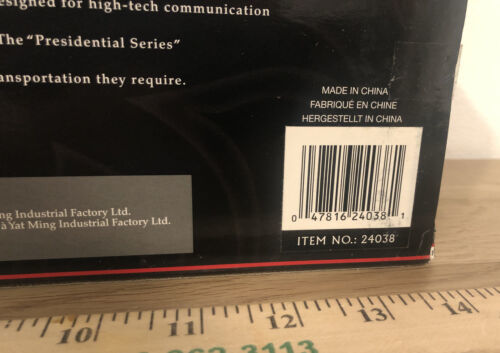 esigned for high-tech communication
The "Presidential Series"
ansportation they require.
MADE IN CHINA
FABRIQUÉ EN CHINE
HERGESTELLT IN CHINA
0 47816 24038 1
ITEM NO.: 24038
ng Industrial Factory Ltd.
à Yat Ming Industrial Factory Ltd.
10 11 12 13 14
3113